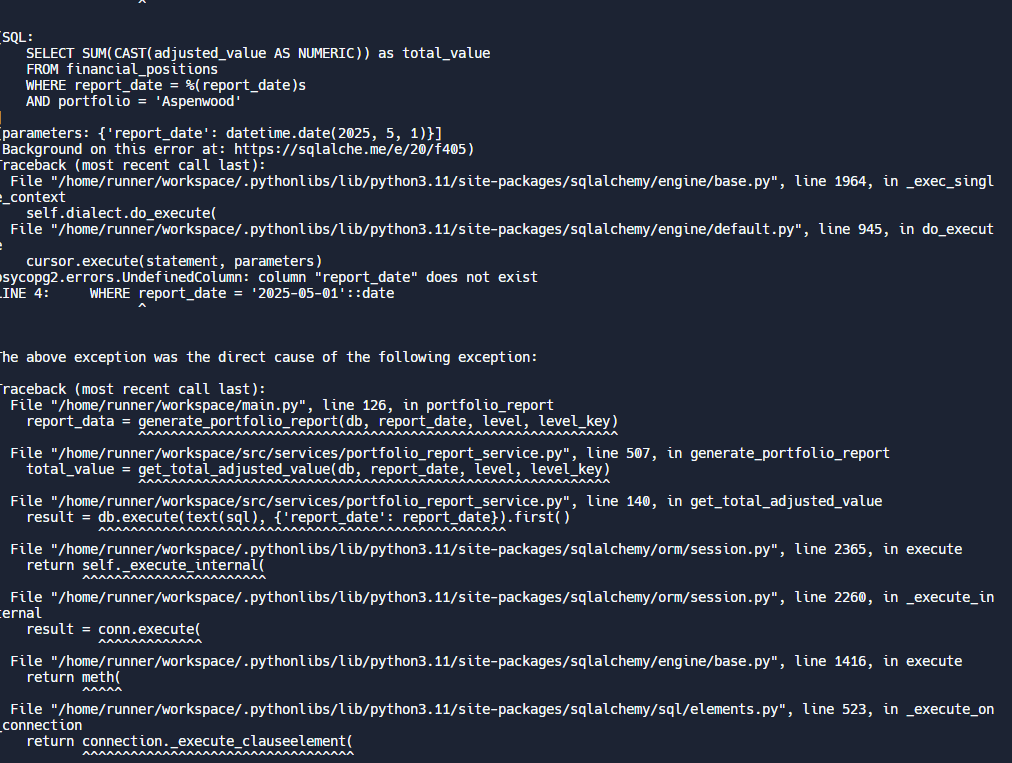 ^
SQL:
    SELECT SUM(CAST(adjusted_value AS NUMERIC)) as total_value
    FROM financial_positions
    WHERE report_date = %(report_date)s
    AND portfolio = 'Aspenwood'
]
[parameters: {'report_date': datetime.date(2025, 5, 1)}]
Background on this error at: https://sqlalche.me/e/20/f405)
Traceback (most recent call last):
  File "/home/runner/workspace/.pythonlibs/lib/python3.11/site-packages/sqlalchemy/engine/base.py", line 1964, in _exec_singl
e_context
    self.dialect.do_execute(
  File "/home/runner/workspace/.pythonlibs/lib/python3.11/site-packages/sqlalchemy/engine/default.py", line 945, in do_execut
e
    cursor.execute(statement, parameters)
psycopg2.errors.UndefinedColumn: column "report_date" does not exist
LINE 4:     WHERE report_date = '2025-05-01'::date
                  ^
The above exception was the direct cause of the following exception:
Traceback (most recent call last):
  File "/home/runner/workspace/main.py", line 126, in portfolio_report
    report_data = generate_portfolio_report(db, report_date, level, level_key)
                  ^^^^^^^^^^^^^^^^^^^^^^^^^^^^^^^^^^^^^^^^^^^^^^^^^^^^^^^^^^^^
  File "/home/runner/workspace/src/services/portfolio_report_service.py", line 507, in generate_portfolio_report
    total_value = get_total_adjusted_value(db, report_date, level, level_key)
                  ^^^^^^^^^^^^^^^^^^^^^^^^^^^^^^^^^^^^^^^^^^^^^^^^^^^^^^^^^^^
  File "/home/runner/workspace/src/services/portfolio_report_service.py", line 140, in get_total_adjusted_value
    result = db.execute(text(sql), {'report_date': report_date}).first()
             ^^^^^^^^^^^^^^^^^^^^^^^^^^^^^^^^^^^^^^^^^^^^^^^^^^^
  File "/home/runner/workspace/.pythonlibs/lib/python3.11/site-packages/sqlalchemy/orm/session.py", line 2365, in execute
    return self._execute_internal(
           ^^^^^^^^^^^^^^^^^^^^^^^
  File "/home/runner/workspace/.pythonlibs/lib/python3.11/site-packages/sqlalchemy/orm/session.py", line 2260, in _execute_in
ternal
    result = conn.execute(
             ^^^^^^^^^^^^^
  File "/home/runner/workspace/.pythonlibs/lib/python3.11/site-packages/sqlalchemy/engine/base.py", line 1416, in execute
    return meth(
           ^^^^^
  File "/home/runner/workspace/.pythonlibs/lib/python3.11/site-packages/sqlalchemy/sql/elements.py", line 523, in _execute_on
_connection
    return connection._execute_clauseelement(
           ^^^^^^^^^^^^^^^^^^^^^^^^^^^^^^^^^^